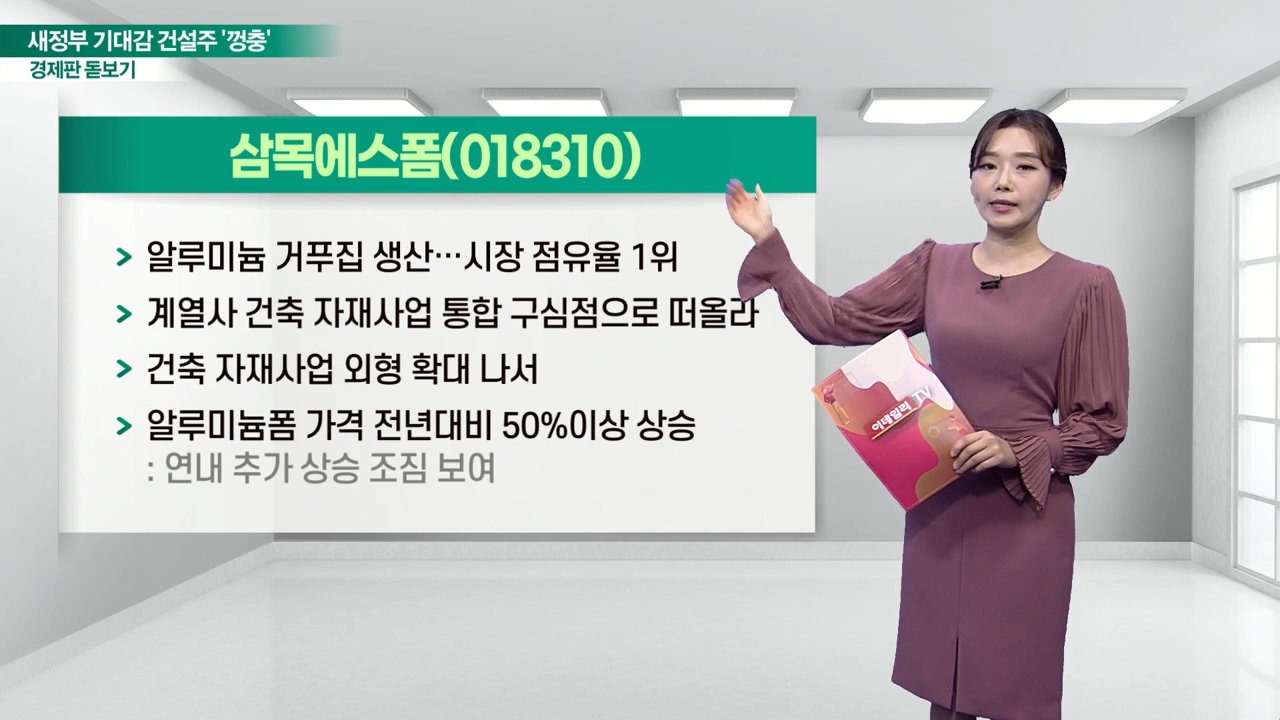 새정부 기대감 건설주 '껑충'
경제판 돋보기
삼목에스폼(018310)
> 알루미늄 거푸집 생산…시장 점유율 1위
> 계열사 건축 자재사업 통합 구심점으로 떠올라
> 건축 자재사업 외형 확대 나서
> 알루미늄폼 가격 전년대비 50%이상 상승
: 연내 추가 상승 조짐 보여
이데일리 TV